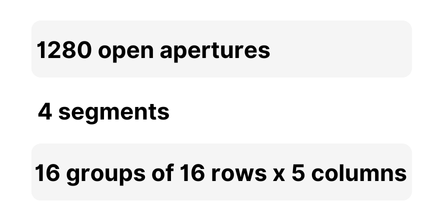 1280 open apertures
4 segments
16 groups of 16 rows x 5 columns